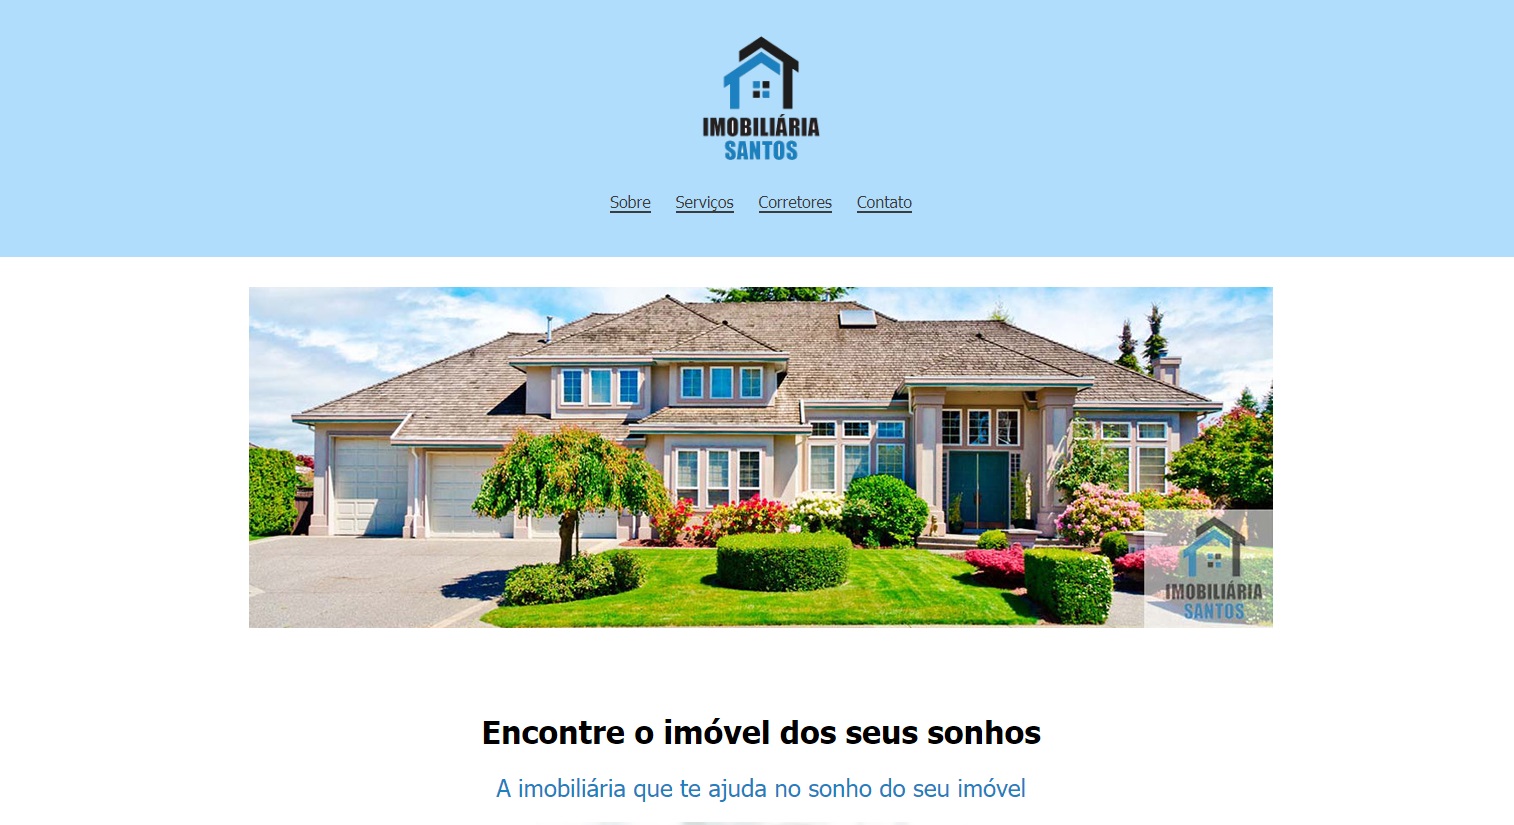 IMOBILIÁRIA
SANTOS
Sobre Serviços Corretores Contato
IMOBILIÁRIA
SANTOS
Encontre o imóvel dos seus sonhos
A imobiliária que te ajuda no sonho do seu imóvel